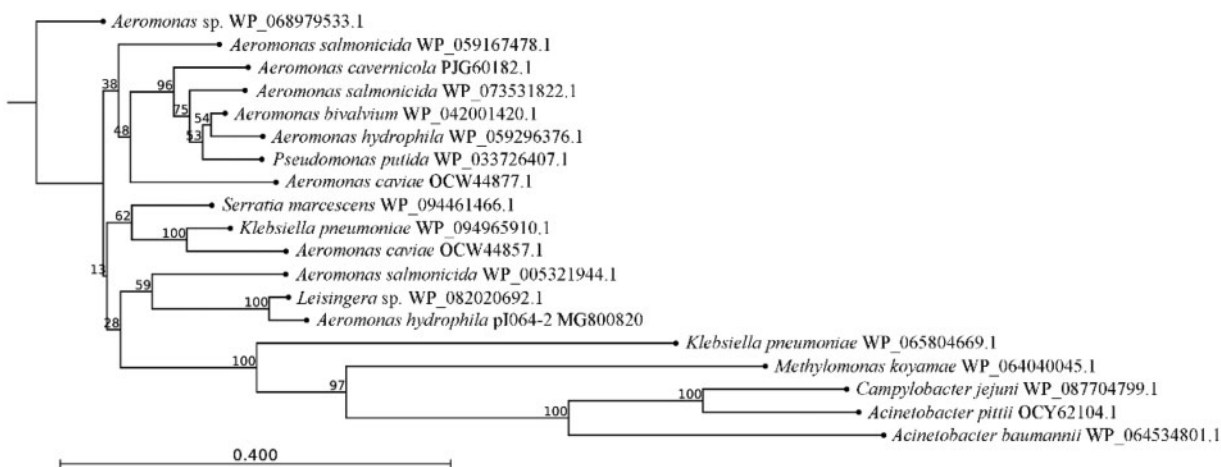 Aeromonas sp. WP_068979533.1
Aeromonas salmonicida WP_059167478.1
38
Aeromonas cavernicola PJG60182.1
96
Aeromonas salmonicida WP_073531822.1
75
Aeromonas bivalvium WP_042001420.1
54
48
53
Aeromonas hydrophila WP_059296376.1
Pseudomonas putida WP_033726407.1
Aeromonas caviae OCW44877.1
Serratia marcescens WP_094461466.1
62
Klebsiella pneumoniae WP_094965910.1
100
Aeromonas caviae OCW44857.1
13
Aeromonas salmonicida WP_005321944.1
59
Leisingera sp. WP_082020692.1
100
Aeromonas hydrophila pI064-2 MG800820
28
Klebsiella pneumoniae WP_065804669.1
100
Methylomonas koyamae WP_064040045.1
97
Campylobacter jejuni WP_087704799.1
100
Acinetobacter pittii OCY62104.1
100
Acinetobacter baumannii WP_064534801.1
0.400